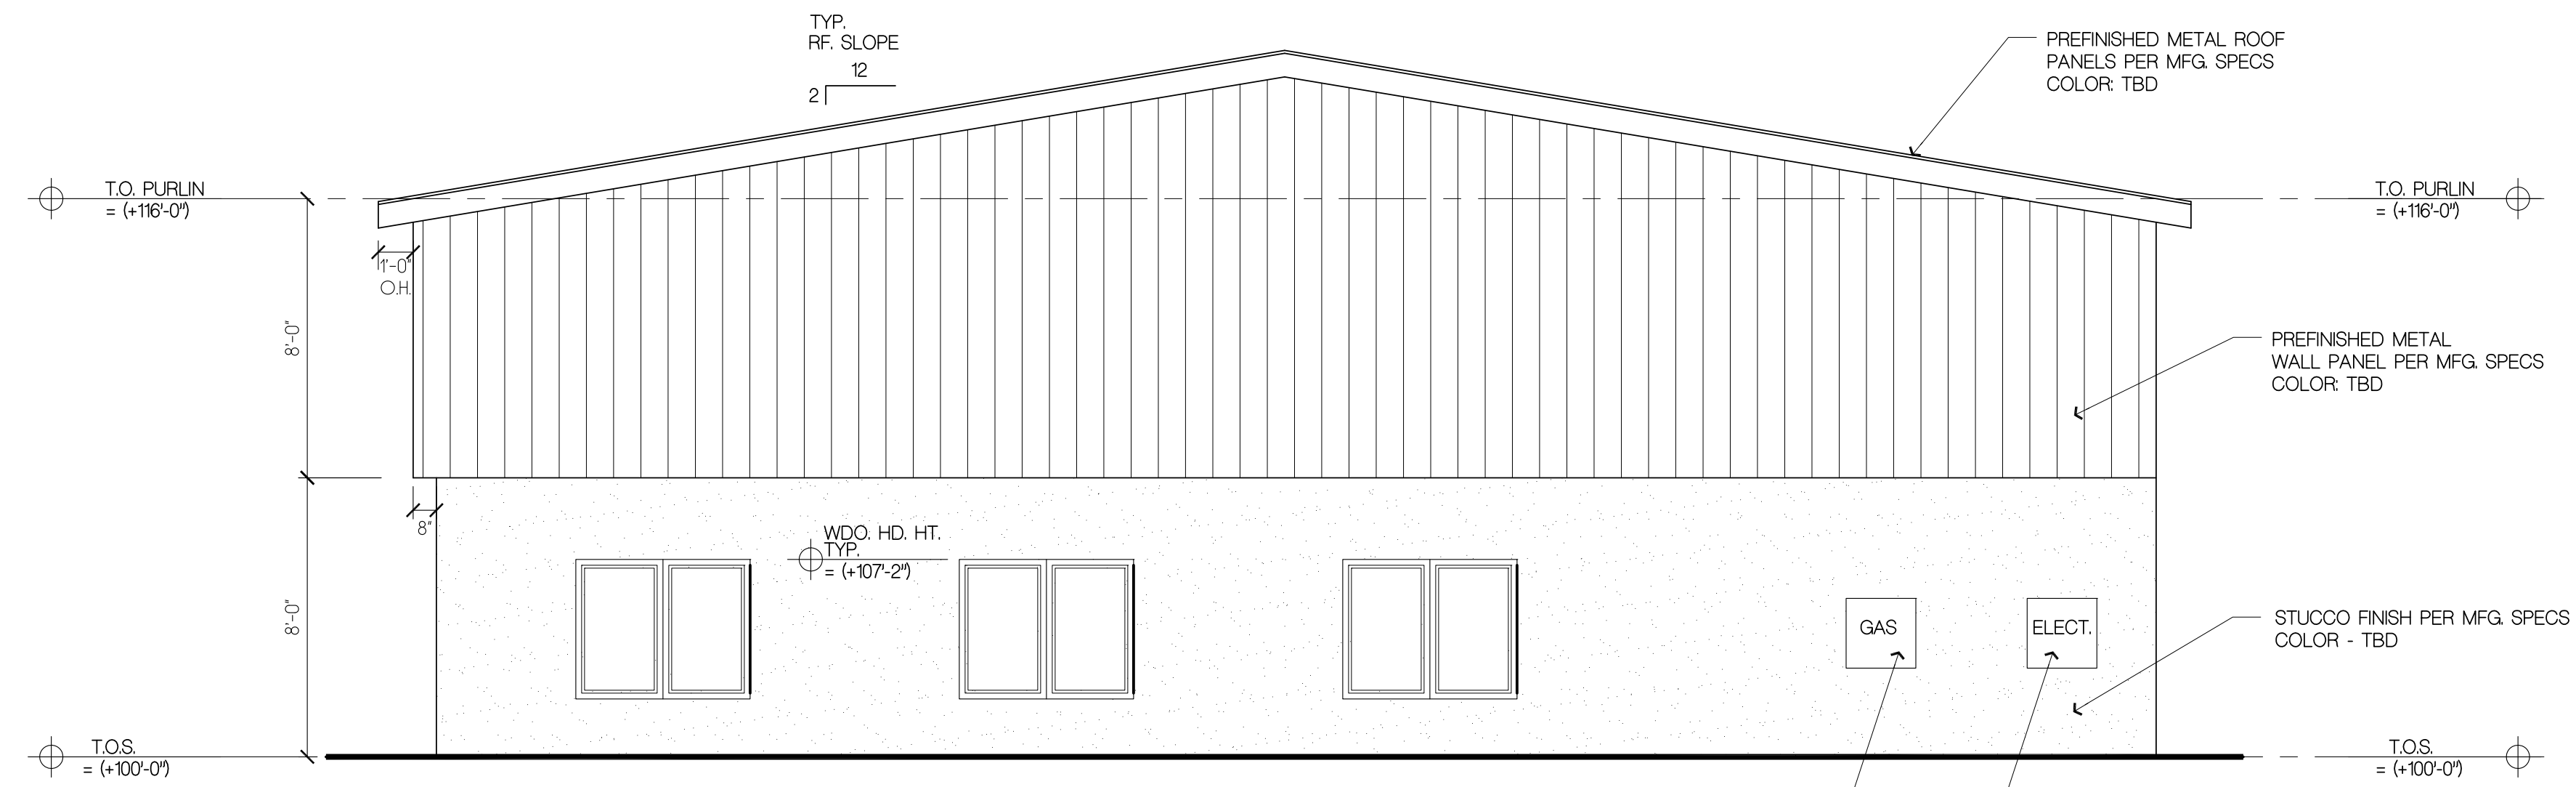 TYP.
RF. SLOPE
12
2
PREFINISHED METAL ROOF
PANELS PER MFG. SPECS
COLOR: TBD
T.O. PURLIN
= (+116'-0")
T.O. PURLIN
= (+116'-0")
1'-0"
O.H.
8'-0"
PREFINISHED METAL
WALL PANEL PER MFG. SPECS
COLOR: TBD
8"
WDO. HD. HT.
TYP.
= (+107'-2")
8'-0"
GAS
ELECT.
STUCCO FINISH PER MFG. SPECS
COLOR - TBD
T.O.S.
= (+100'-0")
T.O.S.
= (+100'-0")